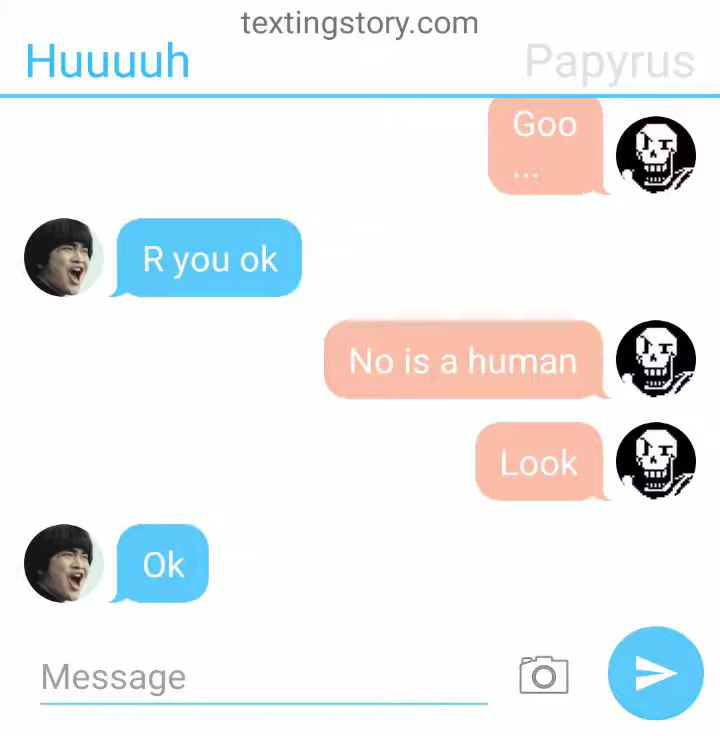 textingstory.com
Huuuuh
Papyrus
Goo
...
R you ok
No is a human
Look
Ok
Message